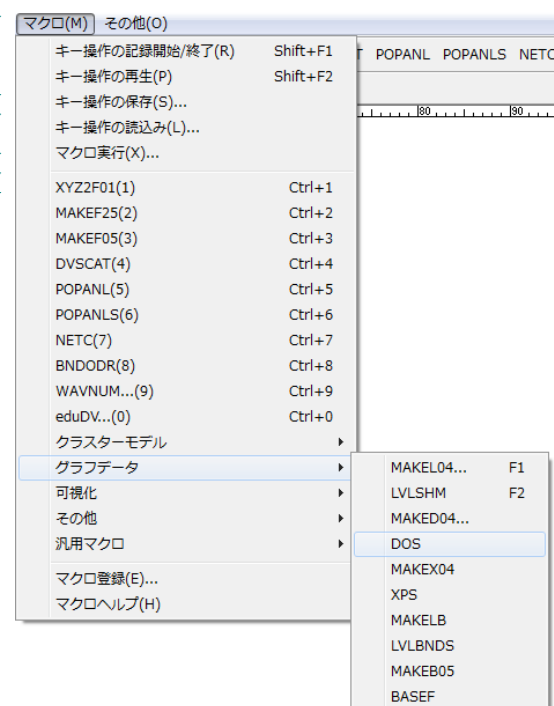 マクロ(M) その他(O)
キー操作の記録開始/終了(R) Shift+F1
キー操作の再生(P) Shift+F2
キー操作の保存(S)...
キー操作の読込み(L)...
マクロ実行(X)...
POPANL POPANLS NETC
80 90
XYZ2F01(1) Ctrl+1
MAKEF25(2) Ctrl+2
MAKEF05(3) Ctrl+3
DVSCAT(4) Ctrl+4
POPANL(5) Ctrl+5
POPANLS(6) Ctrl+6
NETC(7) Ctrl+7
BNDODR(8) Ctrl+8
WAVNUM...(9) Ctrl+9
eduDV...(0) Ctrl+0
クラスターモデル
グラフデータ
可視化
その他
汎用マクロ
マクロ登録(E)...
マクロヘルプ(H)
MAKEL04... F1
LVLSHM F2
MAKED04...
DOS
MAKEX04
XPS
MAKELB
LVLBNDS
MAKEB05
BASEF